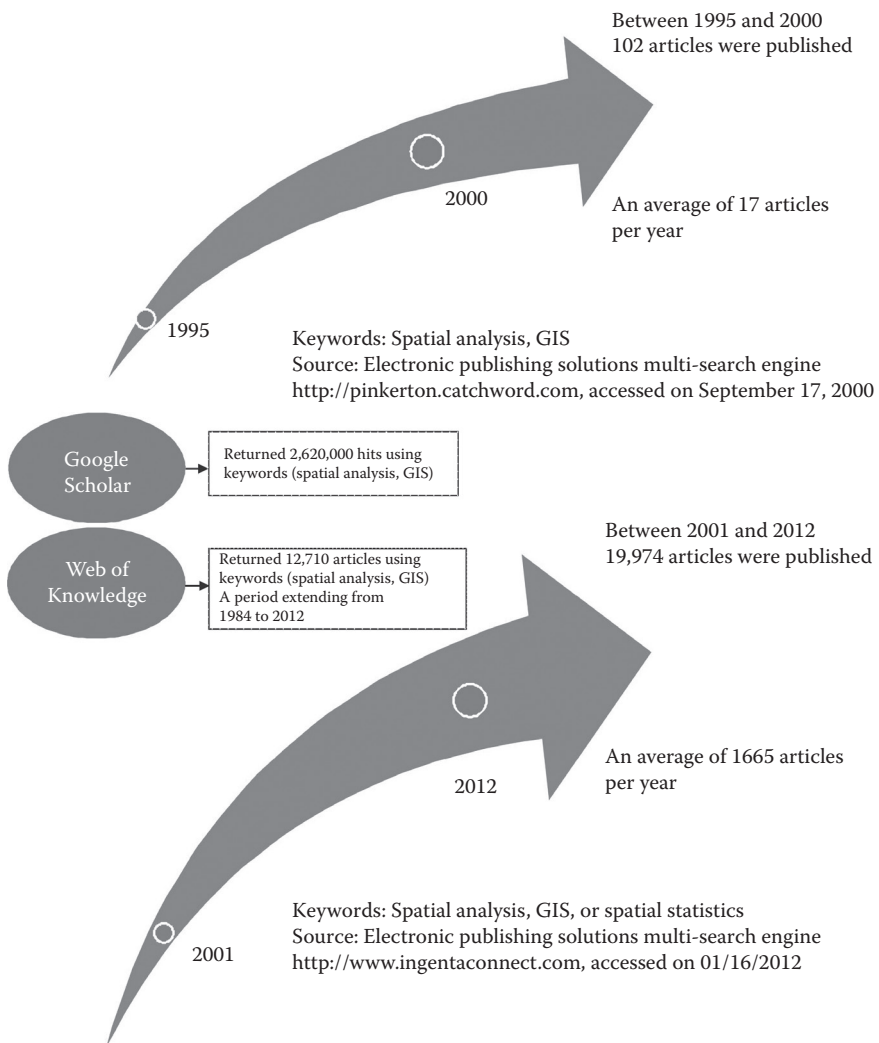 Between 1995 and 2000
102 articles were published
2000
An average of 17 articles
per year
1995
Keywords: Spatial analysis, GIS
Source: Electronic publishing solutions multi-search engine
http://pinkerton.catchword.com, accessed on September 17, 2000
Google
Scholar
Returned 2,620,000 hits using
keywords (spatial analysis, GIS)
Web of
Knowledge
Returned 12,710 articles using
keywords (spatial analysis, GIS)
A period extending from
1984 to 2012
Between 2001 and 2012
19,974 articles were published
2012
An average of 1665 articles
per year
2001
Keywords: Spatial analysis, GIS, or spatial statistics
Source: Electronic publishing solutions multi-search engine
http://www.ingentaconnect.com, accessed on 01/16/2012